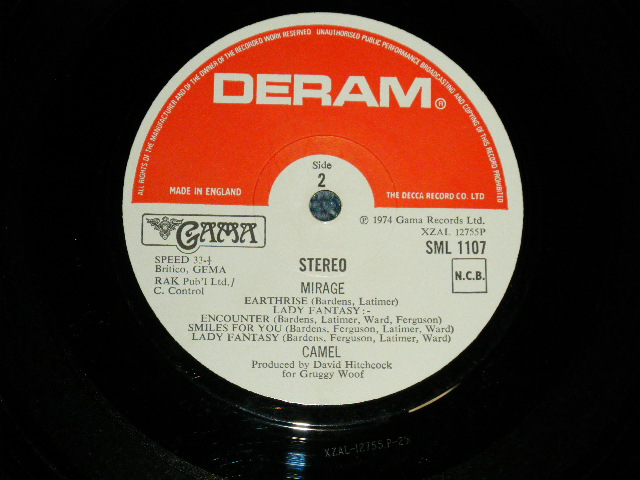 ALL RIGHTS OF THE MANUFACTURER AND OF THE OWNER OF THE RECORDED WORK RESERVED UNAUTHORISED PUBLIC PERFORMANCE BROADCASTING AND COPYING OF THIS RECORD PROHIBITED
DERAM®
Side
2
MADE IN ENGLAND
THE DECCA RECORD CO. LTD
℗ 1974 Gama Records Ltd.
XZAL 12755P
GAMA
SML 1107
SPEED 33⅓
STEREO
N.C.B.
Britico, GEMA
RAK Pub'l Ltd./
C. Control
MIRAGE
EARTHRISE (Bardens, Latimer)
LADY FANTASY:-
ENCOUNTER (Bardens, Latimer, Ward, Ferguson)
SMILES FOR YOU (Bardens, Ferguson, Latimer, Ward)
LADY FANTASY (Bardens, Ferguson, Latimer, Ward)
CAMEL
Produced by David Hitchcock
for Gruggy Woof